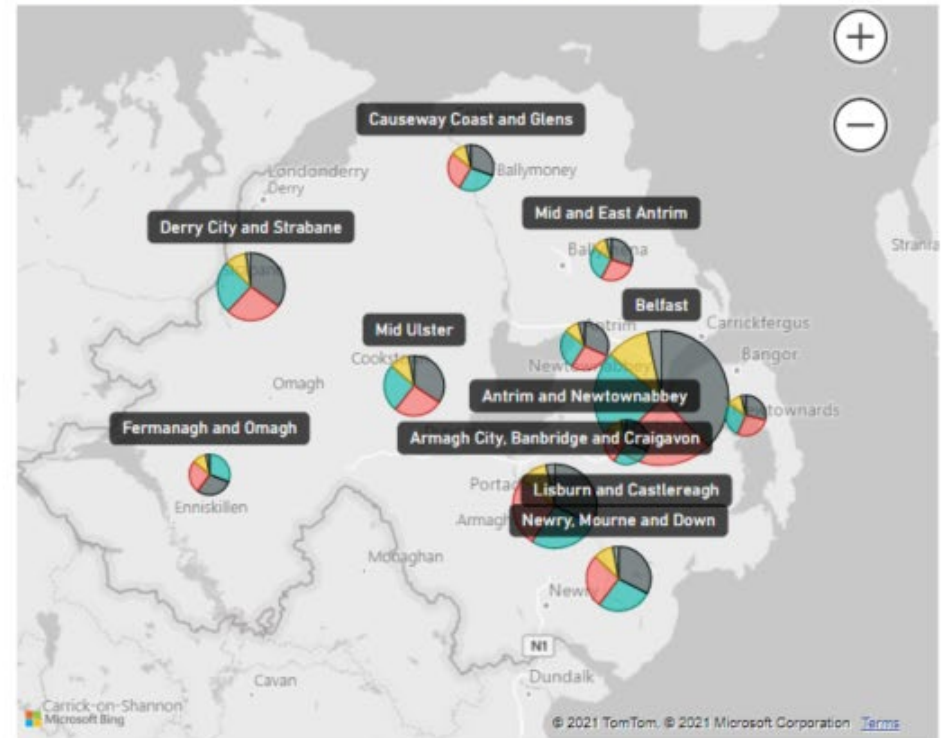 +
Causeway Coast and Glens
Londonderry
Derry
Ballymoney
−
Mid and East Antrim
Derry City and Strabane
Belfast
Mid Ulster
Carrickfergus
Bangor
Omagh
Antrim and Newtownabbey
Fermanagh and Omagh
Armagh City, Banbridge and Craigavon
Lisburn and Castlereagh
Enniskillen
Newry, Mourne and Down
Monaghan
N1
Dundalk
Cavan
Carrick-on-Shannon
Microsoft Bing
© 2021 TomTom, © 2021 Microsoft Corporation Terms